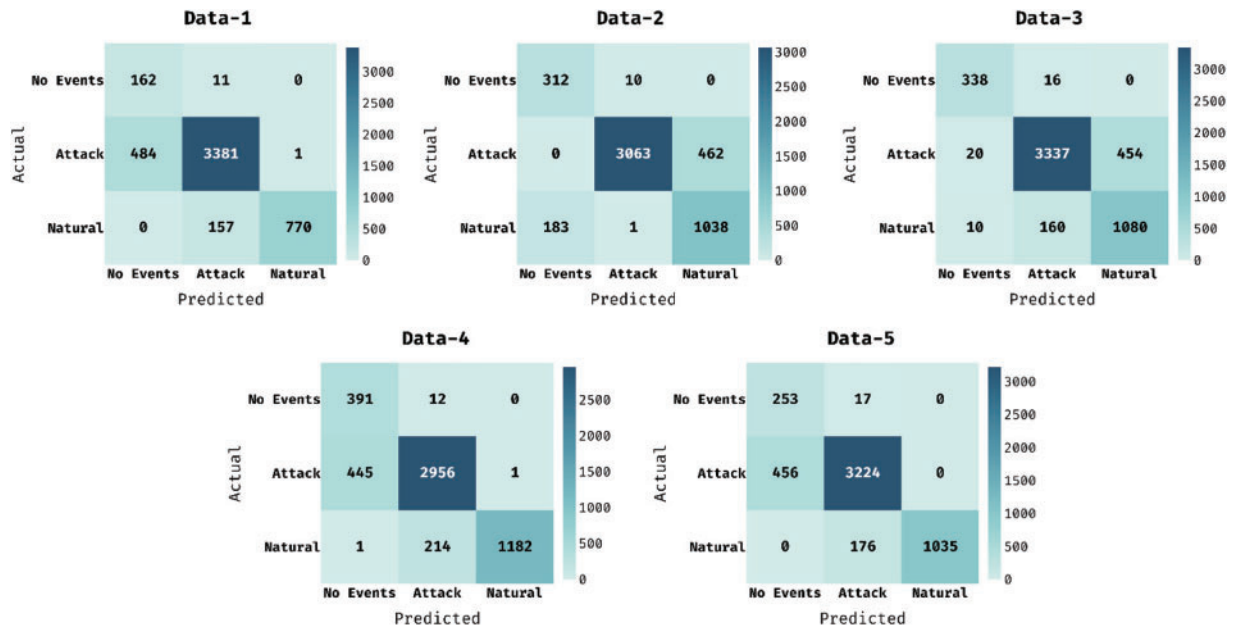 Data-1
No Events 162 11 0
Attack 484 3381 1
Natural 0 157 770
No Events Attack Natural
Predicted
Actual
3000
2500
2000
1500
1000
500
0
Data-2
312 10 0
0 3063 462
183 1 1038
No Events Attack Natural
Predicted
3000
2500
2000
1500
1000
500
0
Data-3
No Events 338 16 0
Attack 20 3337 454
Natural 10 160 1080
No Events Attack Natural
Predicted
Actual
3000
2500
2000
1500
1000
500
0
Data-4
No Events 391 12 0
Attack 445 2956 1
Natural 1 214 1182
No Events Attack Natural
Predicted
Actual
2500
2000
1500
1000
500
0
Data-5
No Events 253 17 0
Attack 456 3224 0
Natural 0 176 1035
No Events Attack Natural
Predicted
Actual
3000
2500
2000
1500
1000
500
0